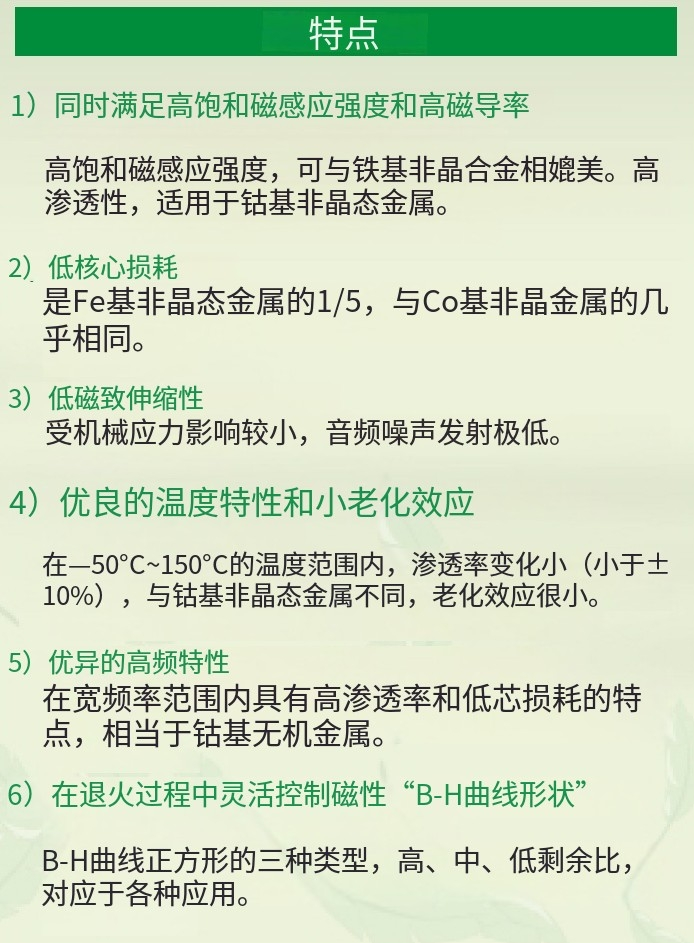 特点
1）同时满足高饱和磁感应强度和高磁导率
高饱和磁感应强度，可与铁基非晶合金相媲美。高
渗透性，适用于钴基非晶态金属。
2）低核心损耗
是Fe基非晶态金属的1/5，与Co基非晶金属的几
乎相同。
3）低磁致伸缩性
受机械应力影响较小，音频噪声发射极低。
4）优良的温度特性和小老化效应
在—50°C~150°C的温度范围内，渗透率变化小（小于±
10%），与钴基非晶态金属不同，老化效应很小。
5）优异的高频特性
在宽频率范围内具有高渗透率和低芯损耗的特
点，相当于钴基无机金属。
6）在退火过程中灵活控制磁性“B-H曲线形状”
B-H曲线正方形的三种类型，高、中、低剩余比，
对应于各种应用。